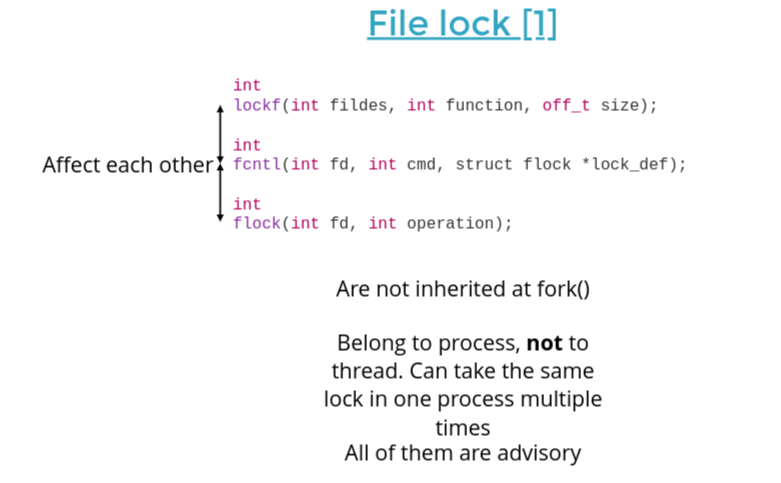 File lock [1]
int
lockf(int fildes, int function, off_t size);
int
Affect each other fcntl(int fd, int cmd, struct flock *lock_def);
int
flock(int fd, int operation);
Are not inherited at fork()
Belong to process, not to
thread. Can take the same
lock in one process multiple
times
All of them are advisory